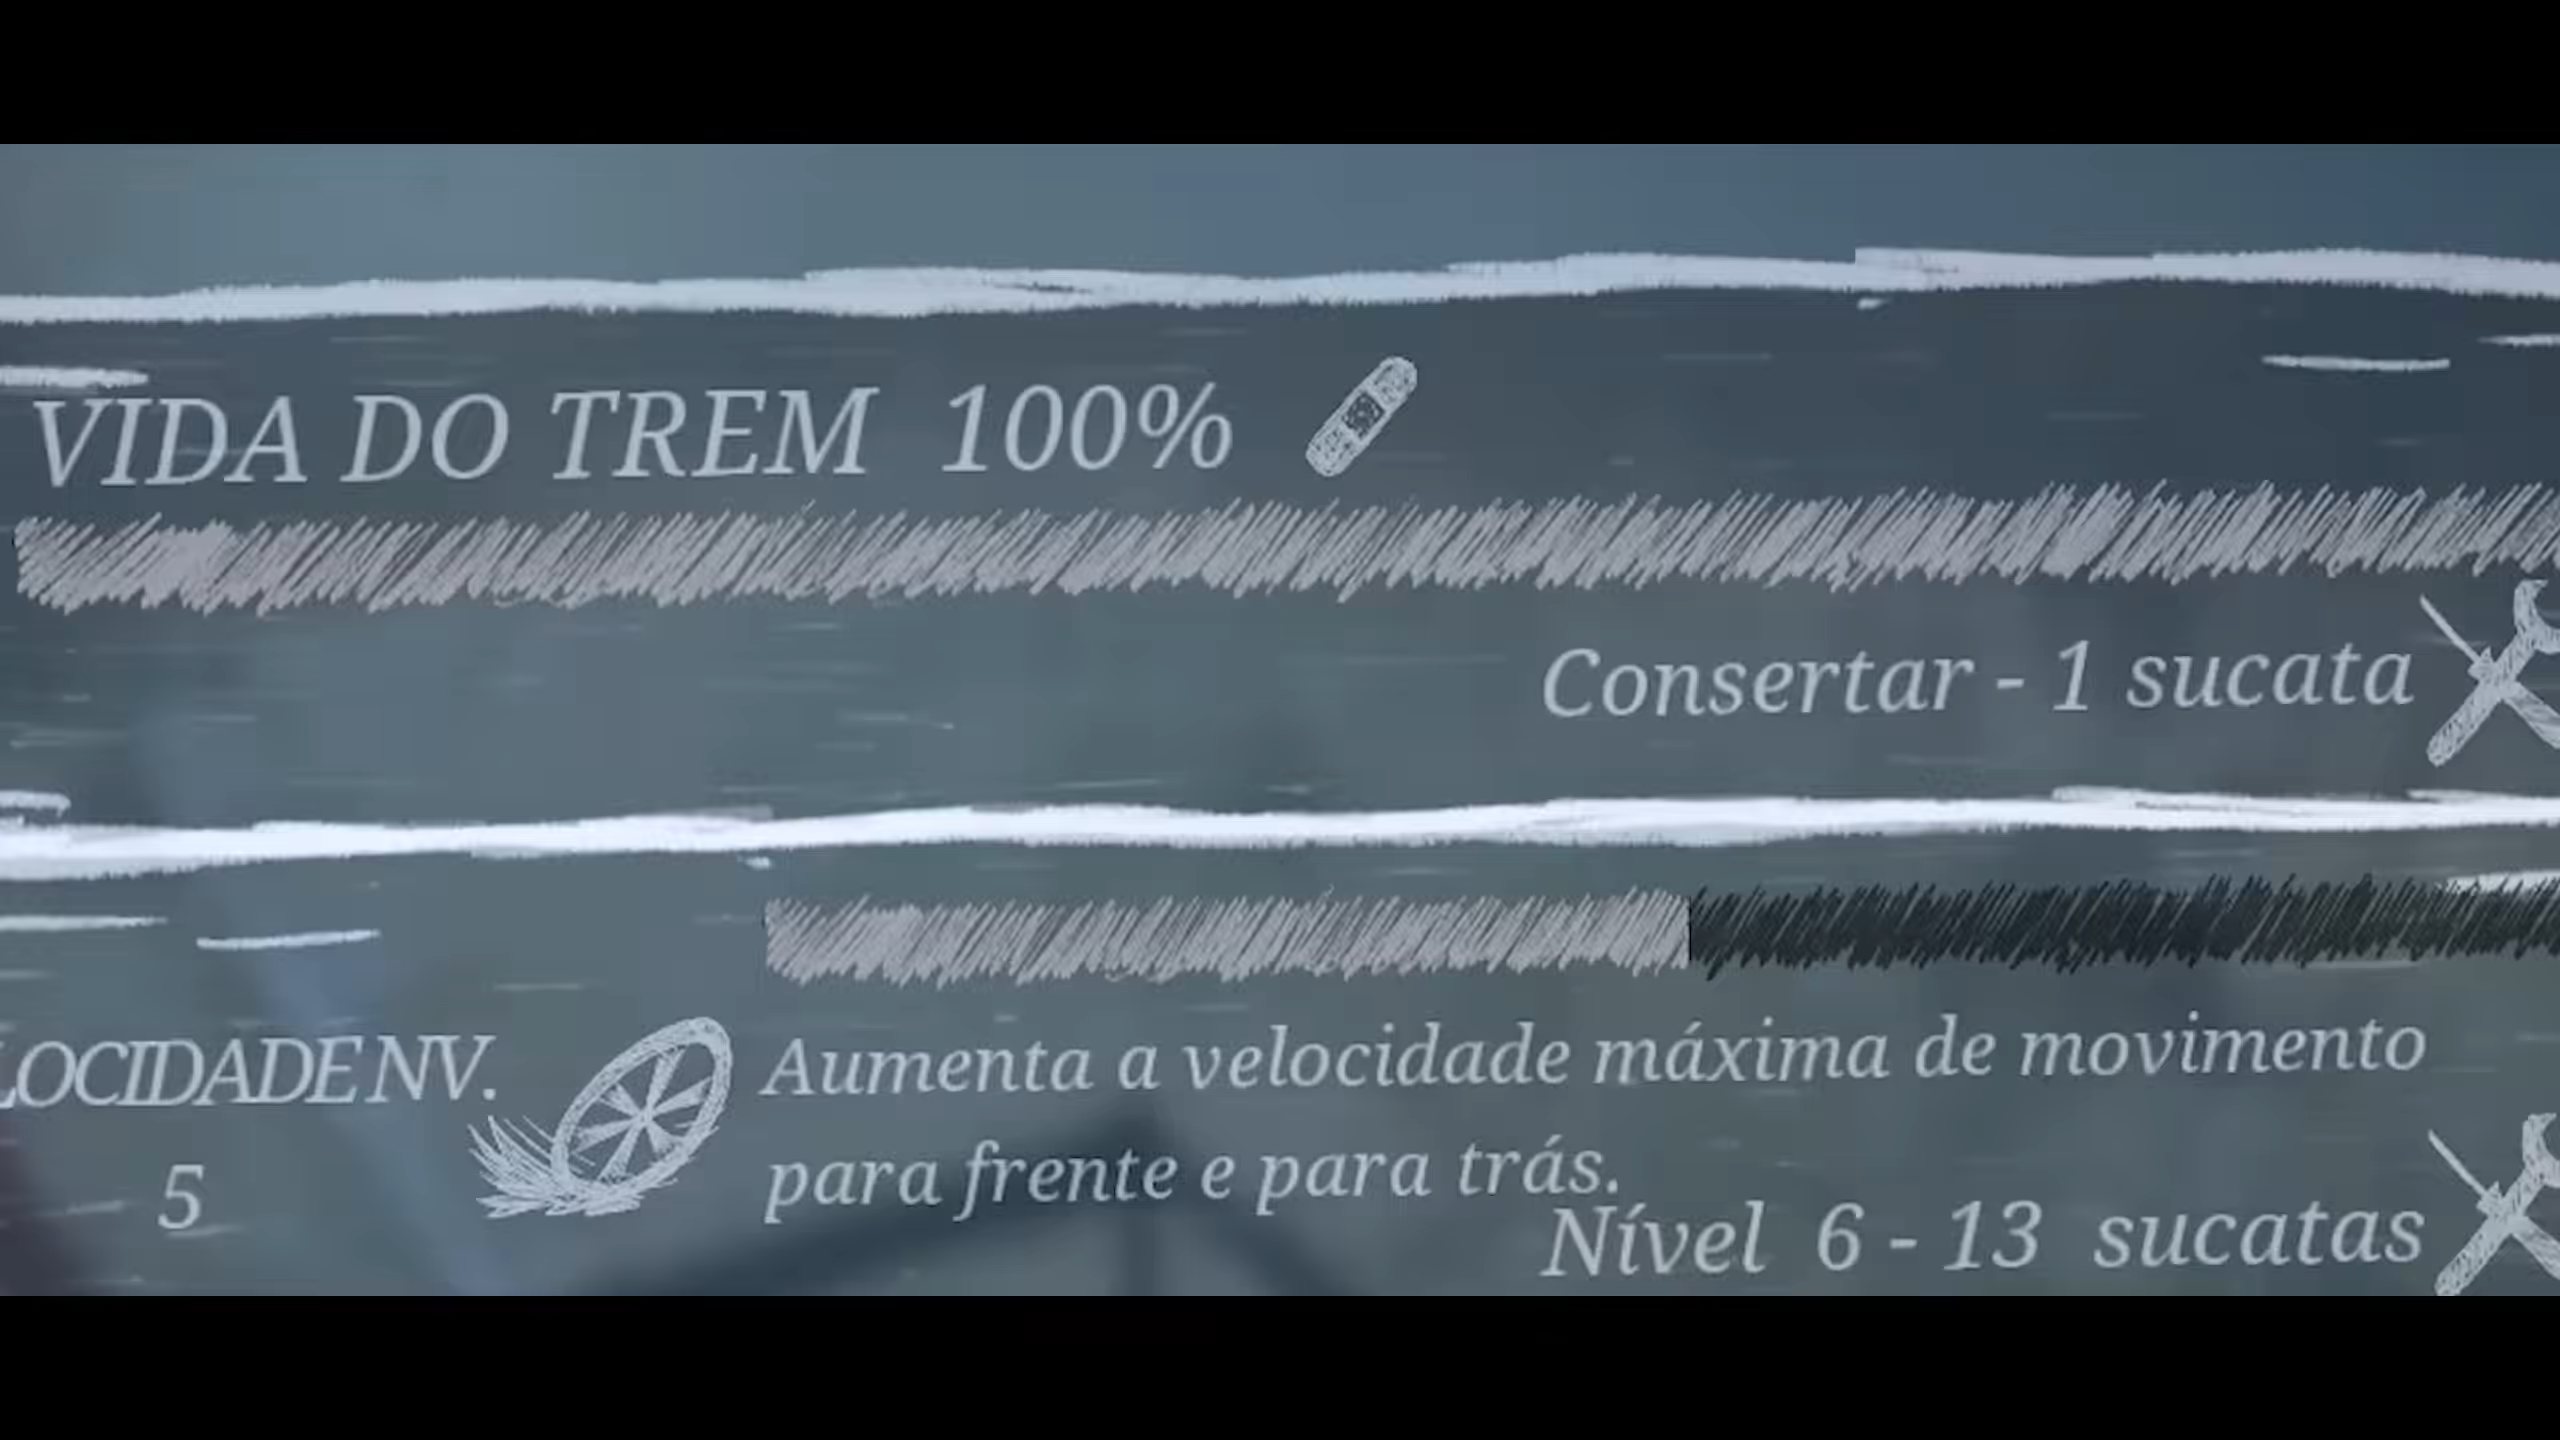 VIDA DO TREM 100%
Consertar - 1 sucata
LOCIDADE NV.
5
Aumenta a velocidade máxima de movimento
para frente e para trás.
Nível 6 - 13 sucatas